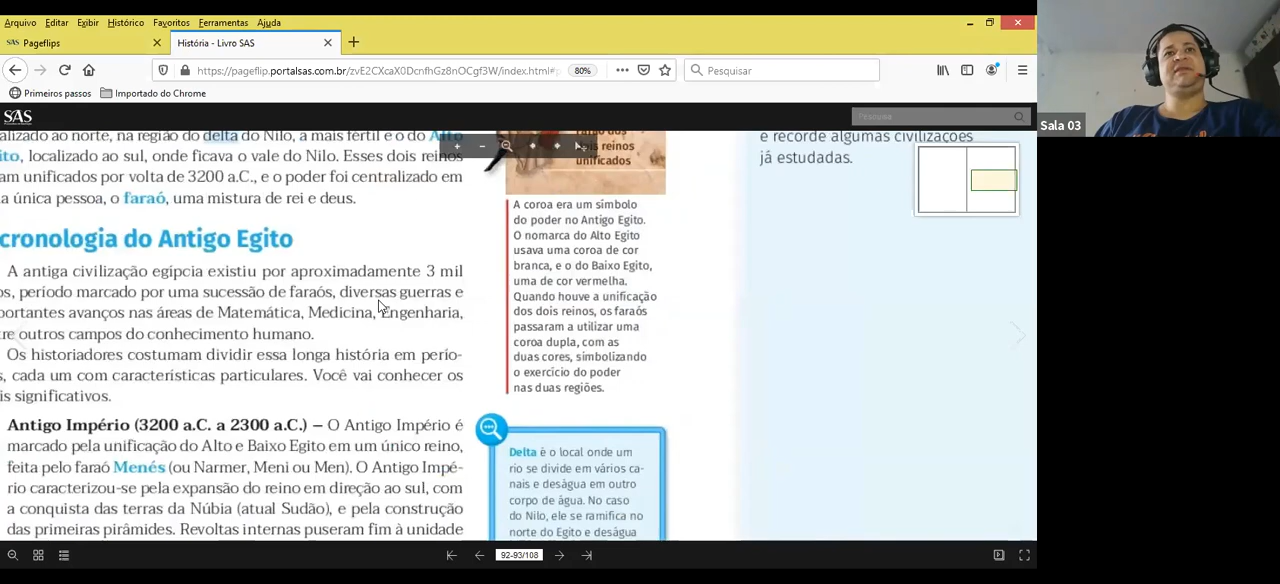 Arquivo Editar Exibir Histórico Favoritos Ferramentas Ajuda
SAS Pageflips
História - Livro SAS
https://pageflip.portalsas.com.br/zvE2CXcaX0DcnfhGz8nOCgf3W/index.html#p
80%
Pesquisar
Primeiros passos Importado do Chrome
SAS
Pesquisa
Sala 03
alizado ao norte, na região do delta do Nilo, a mais fértil e o do Alto
ito, localizado ao sul, onde ficava o vale do Nilo. Esses dois reinos
am unificados por volta de 3200 a.C., e o poder foi centralizado em
a única pessoa, o faraó, uma mistura de rei e deus.
cronologia do Antigo Egito
A antiga civilização egípcia existiu por aproximadamente 3 mil
os, período marcado por uma sucessão de faraós, diversas guerras e
portantes avanços nas áreas de Matemática, Medicina, Engenharia,
tre outros campos do conhecimento humano.
Os historiadores costumam dividir essa longa história em perío-
s, cada um com características particulares. Você vai conhecer os
is significativos.
Antigo Império (3200 a.C. a 2300 a.C.) – O Antigo Império é
marcado pela unificação do Alto e Baixo Egito em um único reino,
feita pelo faraó Menés (ou Narmer, Meni ou Men). O Antigo Impé-
rio caracterizou-se pela expansão do reino em direção ao sul, com
a conquista das terras da Núbia (atual Sudão), e pela construção
das primeiras pirâmides. Revoltas internas puseram fim à unidade
reinos
unificados
A coroa era um símbolo
do poder no Antigo Egito.
O nomarca do Alto Egito
usava uma coroa de cor
branca, e o do Baixo Egito,
uma de cor vermelha.
Quando houve a unificação
dos dois reinos, os faraós
passaram a utilizar uma
coroa dupla, com as
duas cores, simbolizando
o exercício do poder
nas duas regiões.
Delta é o local onde um
rio se divide em vários ca-
nais e deságua em outro
corpo de água. No caso
do Nilo, ele se ramifica no
norte do Egito e deságua
e recorde algumas civilizações
já estudadas.
92-93/108